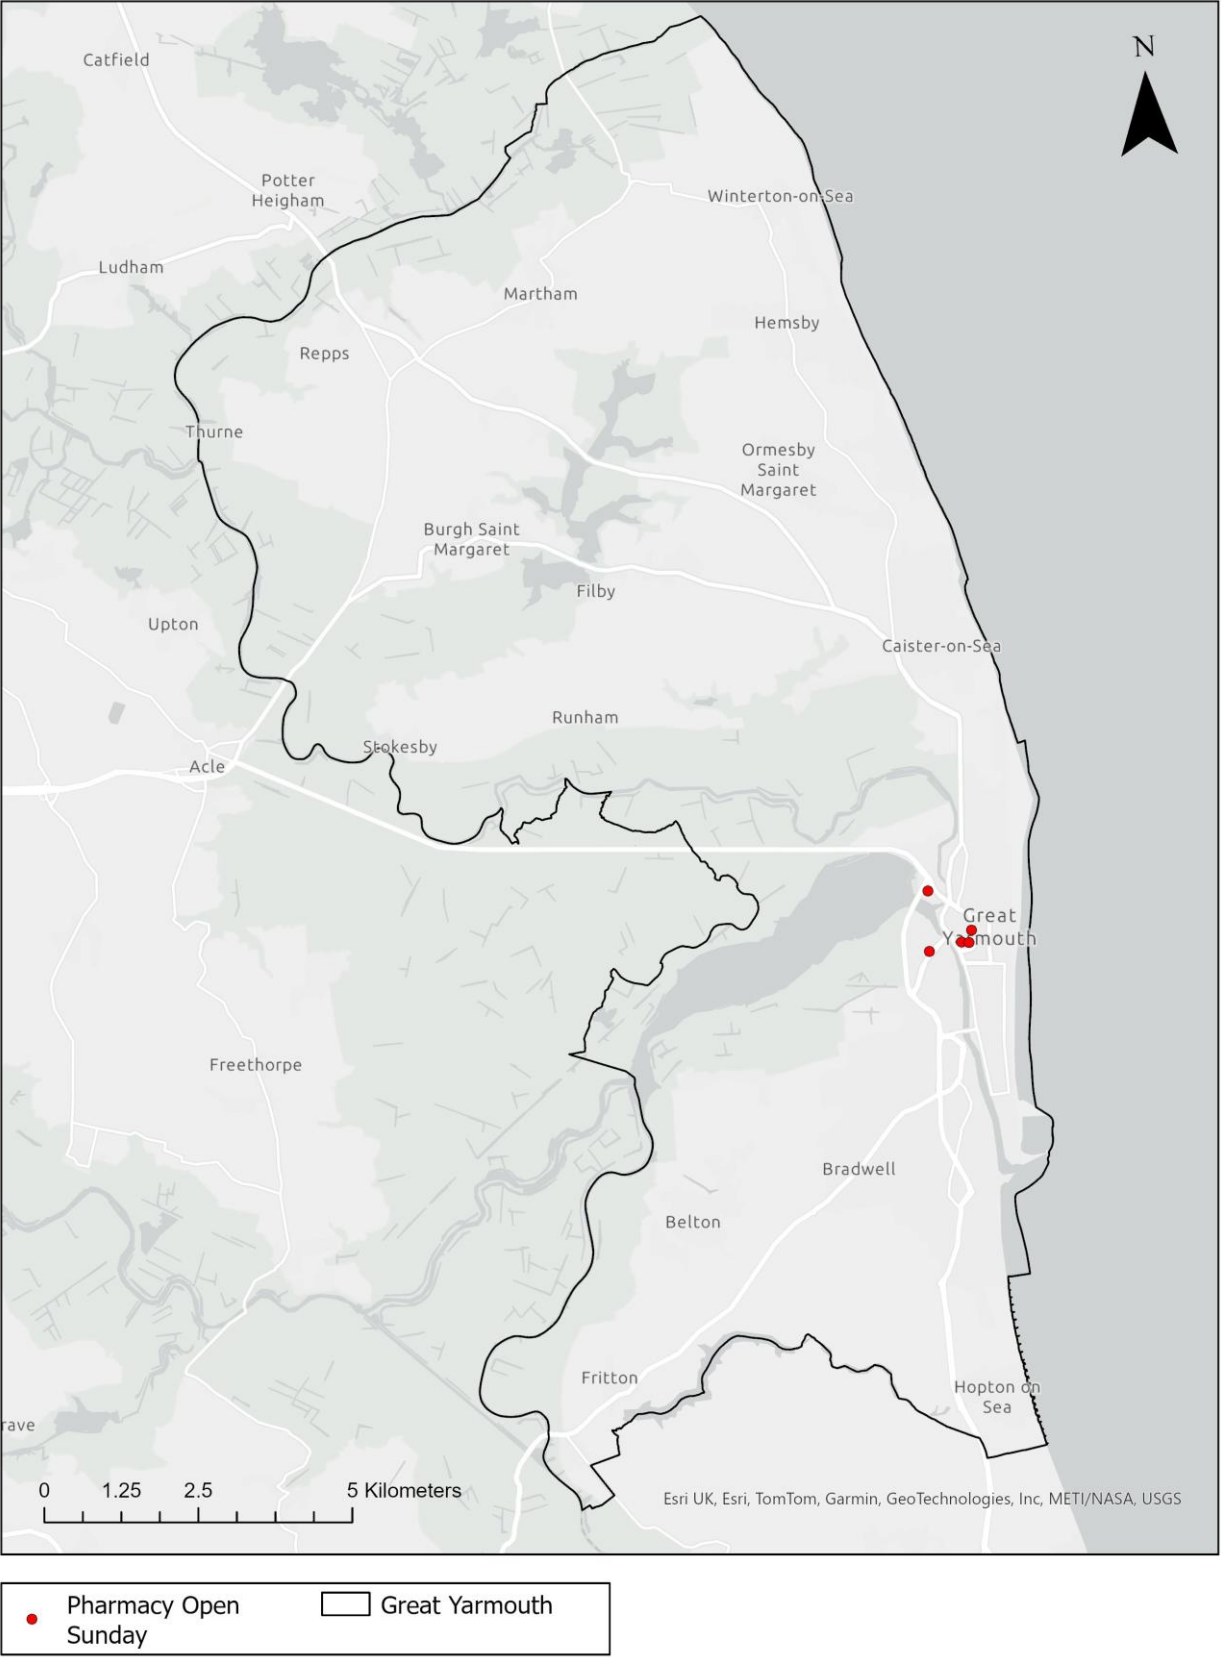 N
Catfield
Potter
Heigham
Winterton-on-Sea
Ludham
Martham
Hemsby
Repps
Thurne
Ormesby
Saint
Margaret
Burgh Saint
Margaret
Filby
Upton
Caister-on-Sea
Runham
Stokesby
Acle
Great
Yarmouth
Freethorpe
Bradwell
Belton
Fritton
Hopton on
Sea
rave
0 1.25 2.5 5 Kilometers
Esri UK, Esri, TomTom, Garmin, GeoTechnologies, Inc, METI/NASA, USGS
Pharmacy Open
Sunday
Great Yarmouth